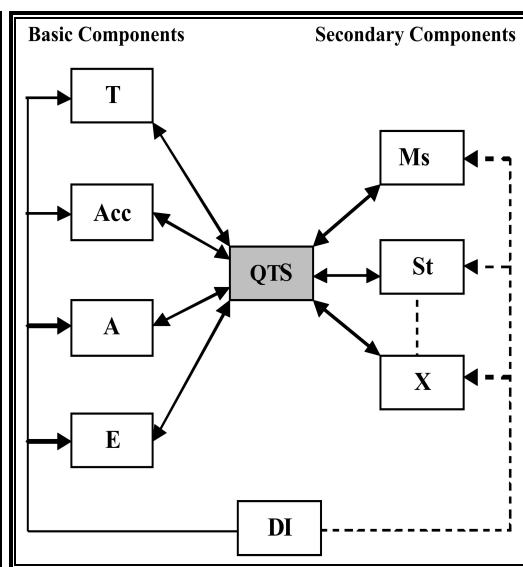 Basic Components
Secondary Components
T
Ms
Acc
QTS
St
A
X
E
DI